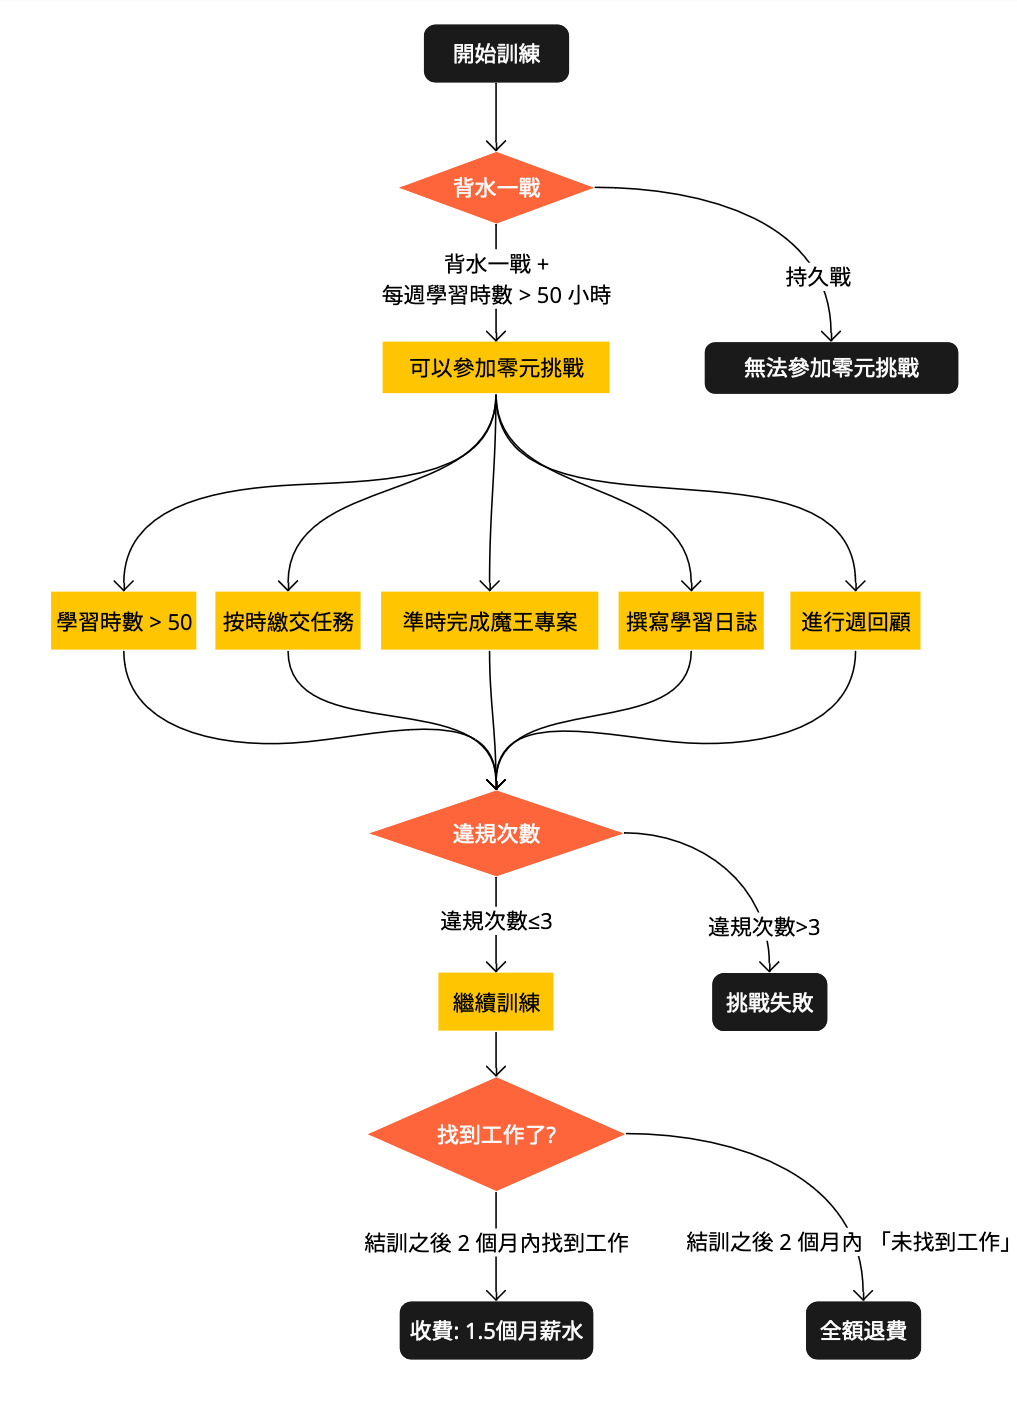 開始訓練
背水一戰
背水一戰 +
每週學習時數 > 50 小時
持久戰
可以參加零元挑戰
無法參加零元挑戰
學習時數 > 50
按時繳交任務
準時完成魔王專案
撰寫學習日誌
進行週回顧
違規次數
違規次數≤3
違規次數>3
繼續訓練
挑戰失敗
找到工作了?
結訓之後 2 個月內找到工作
結訓之後 2 個月內 「未找到工作」
收費: 1.5個月薪水
全額退費